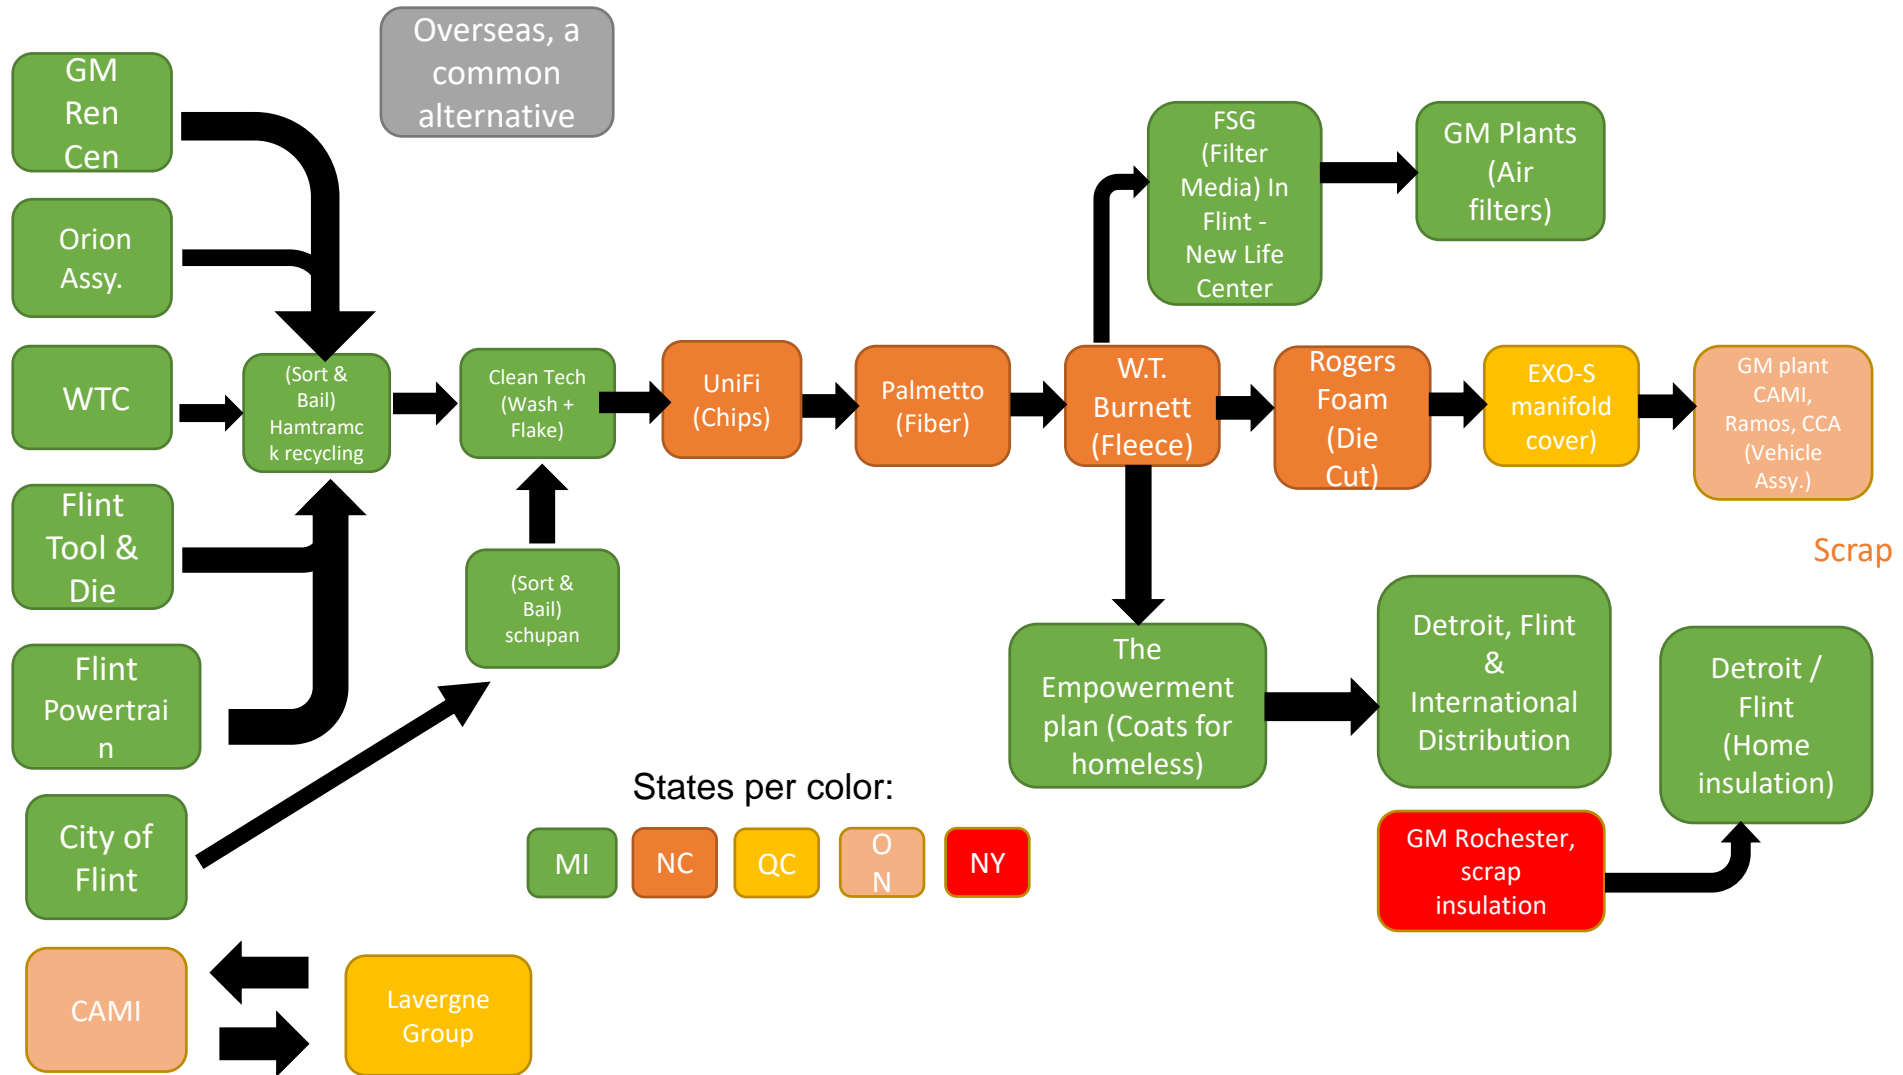 Overseas, a
common
alternative
GM
Ren
Cen
Orion
Assy.
WTC
Flint
Tool &
Die
Flint
Powertrai
n
City of
Flint
CAMI
(Sort &
Bail)
Hamtramc
k recycling
Clean Tech
(Wash +
Flake)
(Sort &
Bail)
schupan
UniFi
(Chips)
Palmetto
(Fiber)
W.T.
Burnett
(Fleece)
FSG
(Filter
Media) In
Flint -
New Life
Center
GM Plants
(Air
filters)
Rogers
Foam
(Die
Cut)
EXO-S
manifold
cover)
GM plant
CAMI,
Ramos, CCA
(Vehicle
Assy.)
Scrap
The
Empowerment
plan (Coats for
homeless)
Detroit, Flint
&
International
Distribution
Detroit /
Flint
(Home
insulation)
GM Rochester,
scrap
insulation
States per color:
MI
NC
QC
O
N
NY
Lavergne
Group